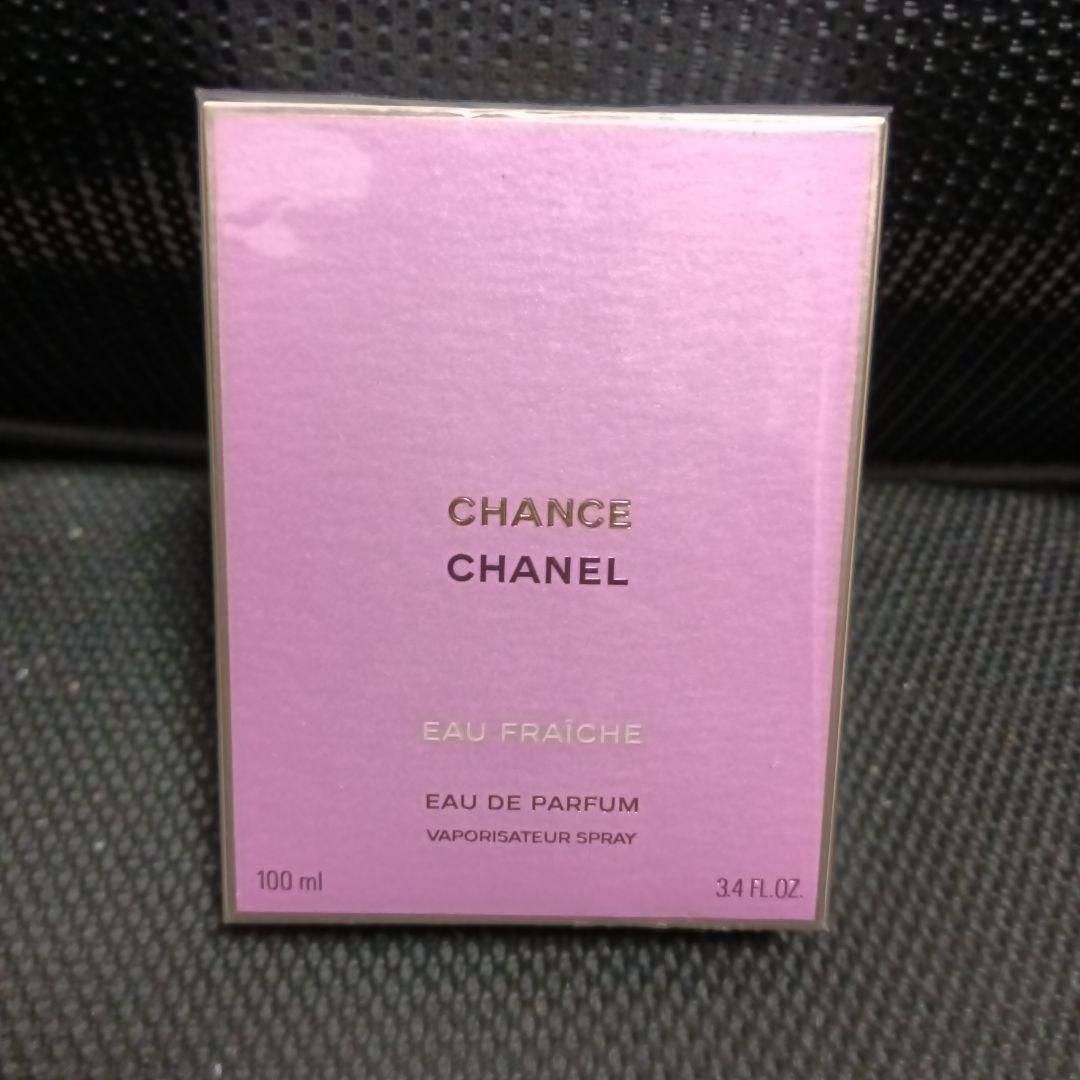 CHANCE
CHANEL
EAU FRAÎCHE
EAU DE PARFUM
VAPORISATEUR SPRAY
100 ml
3.4 FL.OZ.